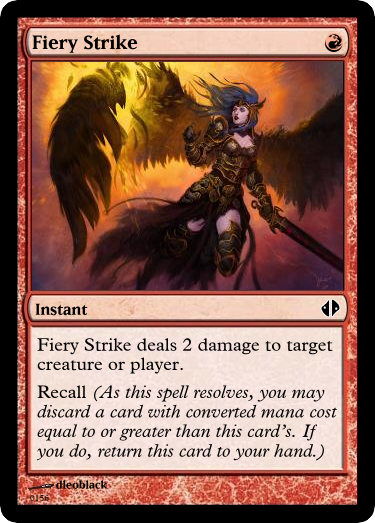 Fiery Strike
Instant
Fiery Strike deals 2 damage to target
creature or player.
Recall (As this spell resolves, you may
discard a card with converted mana cost
equal to or greater than this card's. If
you do, return this card to your hand.)
dleoblack
0156